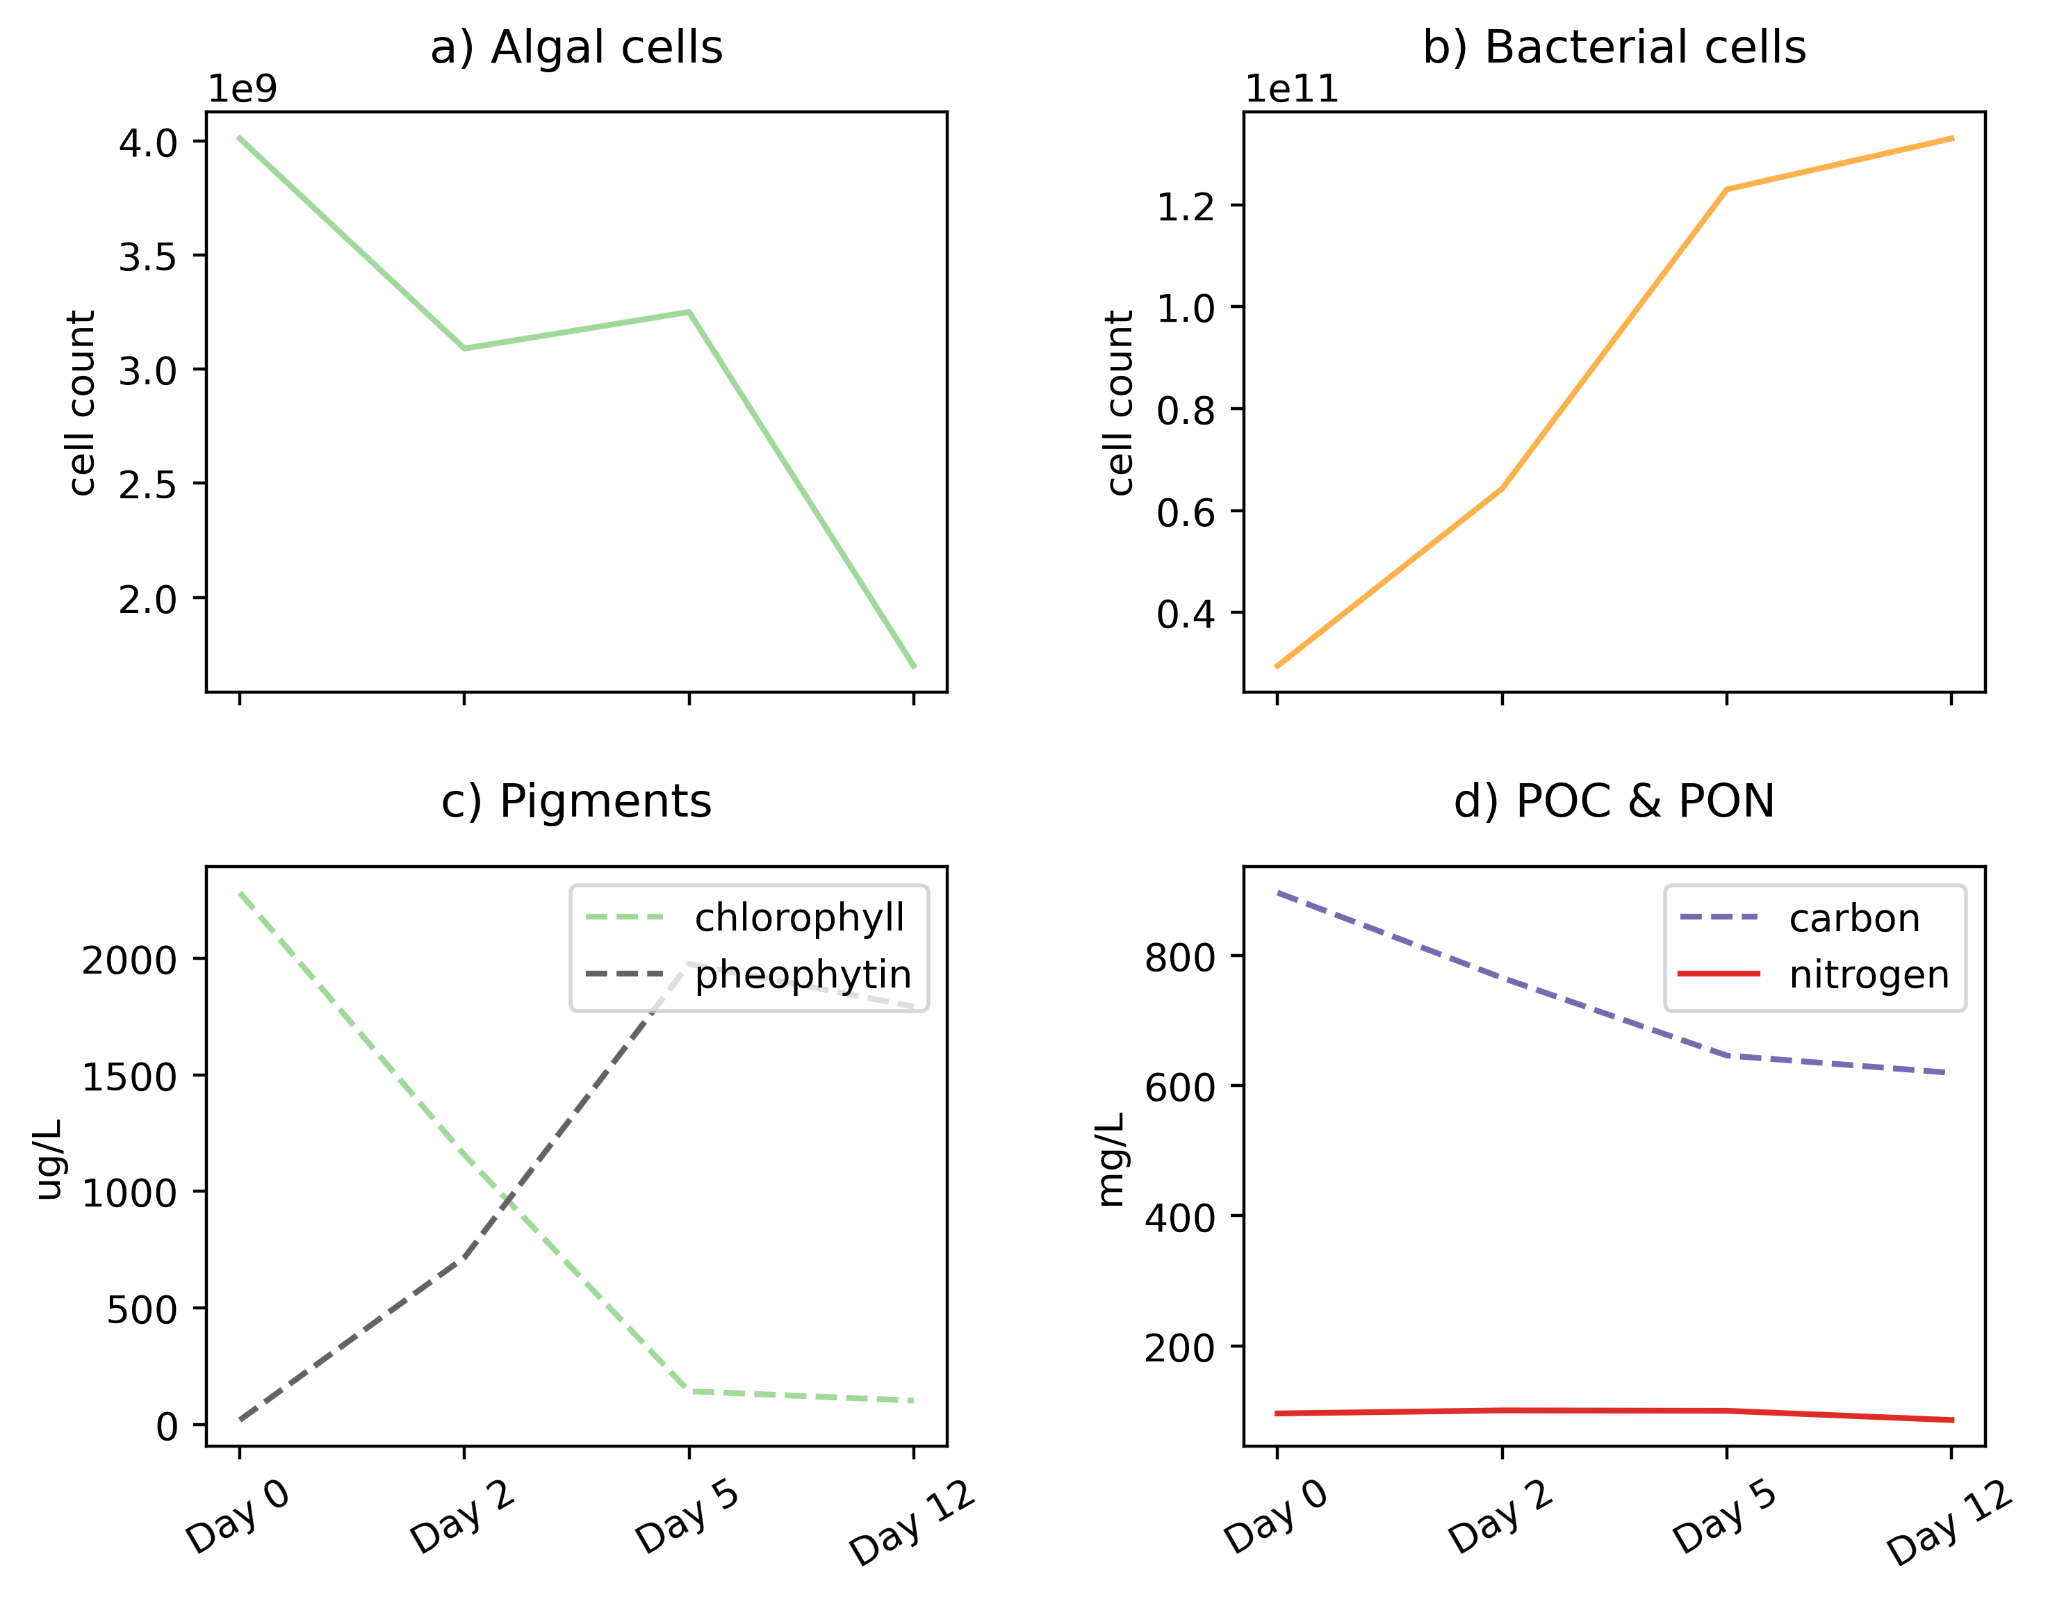 a) Algal cells
1e9
4.0
3.5
3.0
2.5
2.0
cell count
b) Bacterial cells
1e11
1.2
1.0
0.8
0.6
0.4
cell count
c) Pigments
chlorophyll
pheophytin
2000
1500
1000
500
0
ug/L
Day 0
Day 2
Day 5
Day 12
d) POC & PON
carbon
nitrogen
800
600
400
200
mg/L
Day 0
Day 2
Day 5
Day 12